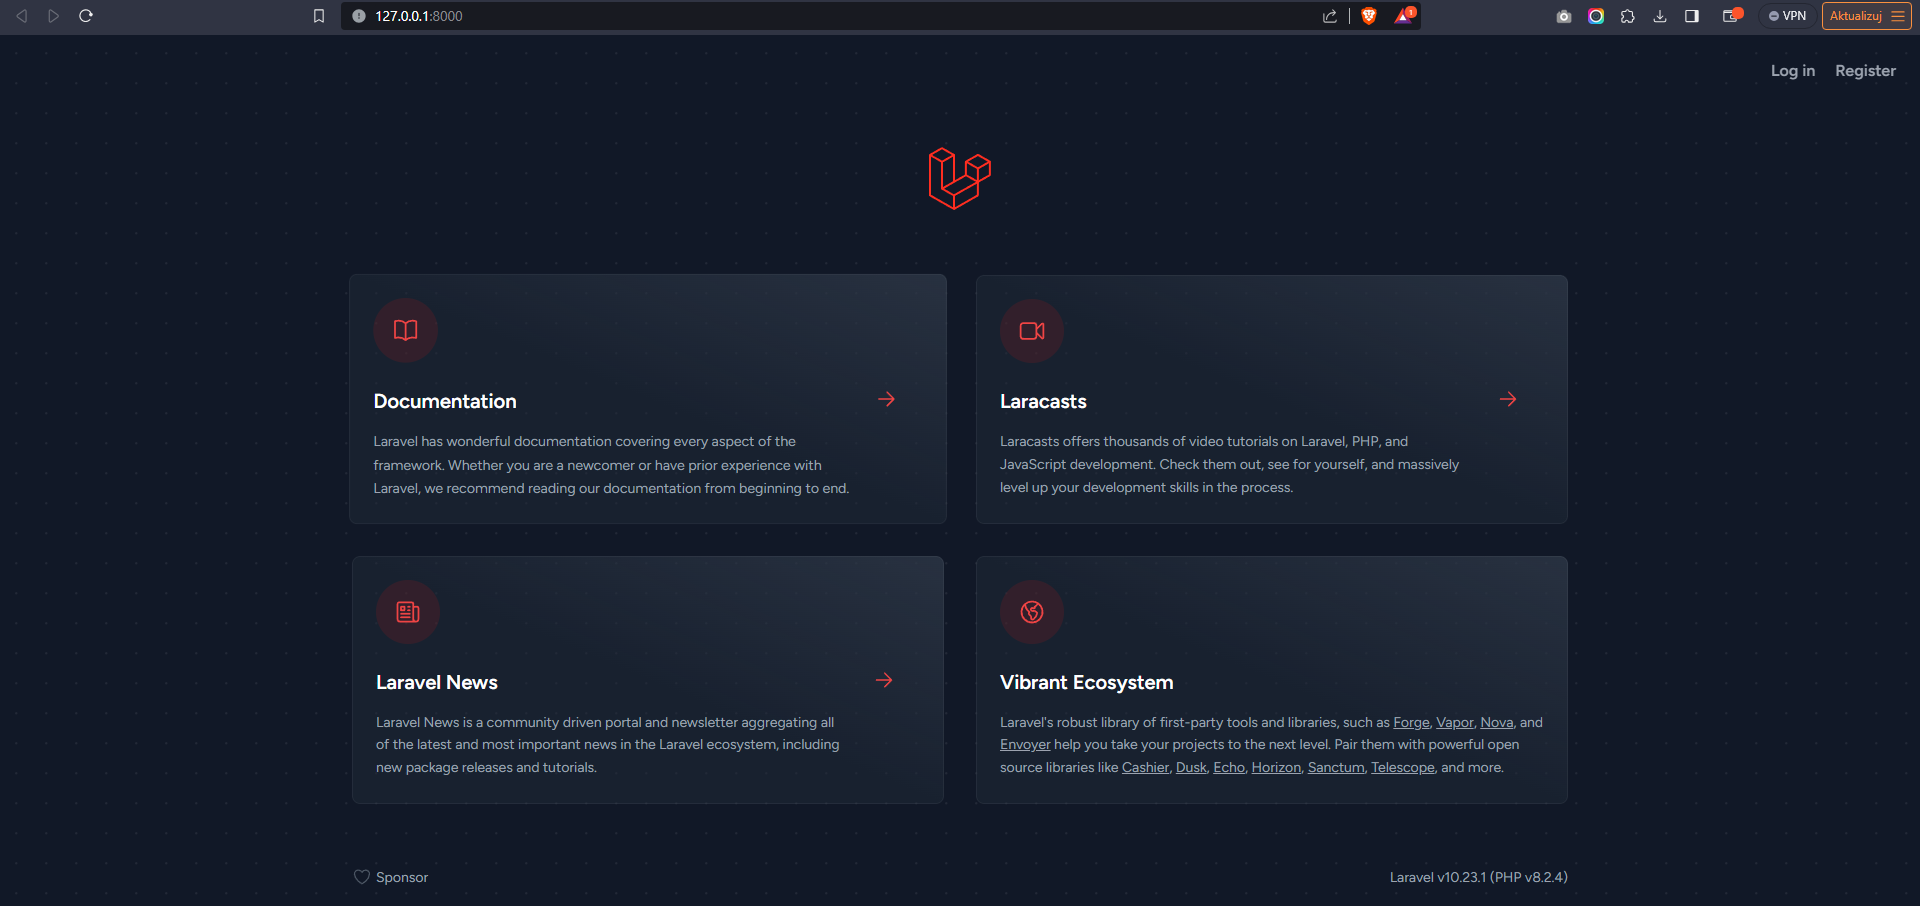 127.0.0.1:8000
1
VPN
Aktualizuj
Log in Register
Documentation
Laravel has wonderful documentation covering every aspect of the
framework. Whether you are a newcomer or have prior experience with
Laravel, we recommend reading our documentation from beginning to end.
Laracasts
Laracasts offers thousands of video tutorials on Laravel, PHP, and
JavaScript development. Check them out, see for yourself, and massively
level up your development skills in the process.
Laravel News
Laravel News is a community driven portal and newsletter aggregating all
of the latest and most important news in the Laravel ecosystem, including
new package releases and tutorials.
Vibrant Ecosystem
Laravel's robust library of first-party tools and libraries, such as Forge, Vapor, Nova, and
Envoyer help you take your projects to the next level. Pair them with powerful open
source libraries like Cashier, Dusk, Echo, Horizon, Sanctum, Telescope, and more.
Sponsor
Laravel v10.23.1 (PHP v8.2.4)